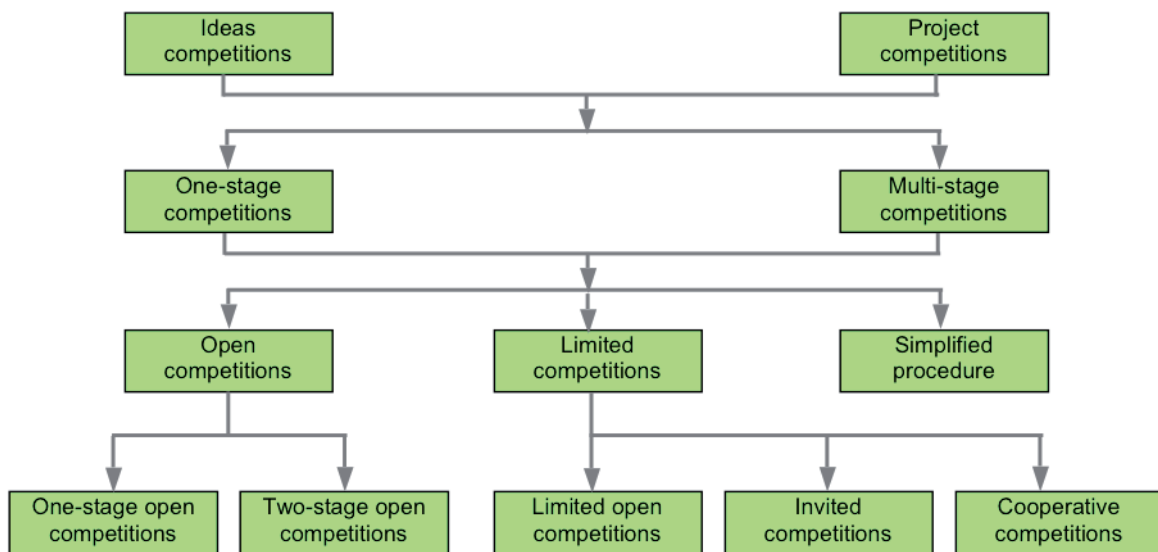 Ideas
competitions
Project
competitions
One-stage
competitions
Multi-stage
competitions
Open
competitions
Limited
competitions
Simplified
procedure
One-stage open
competitions
Two-stage open
competitions
Limited open
competitions
Invited
competitions
Cooperative
competitions